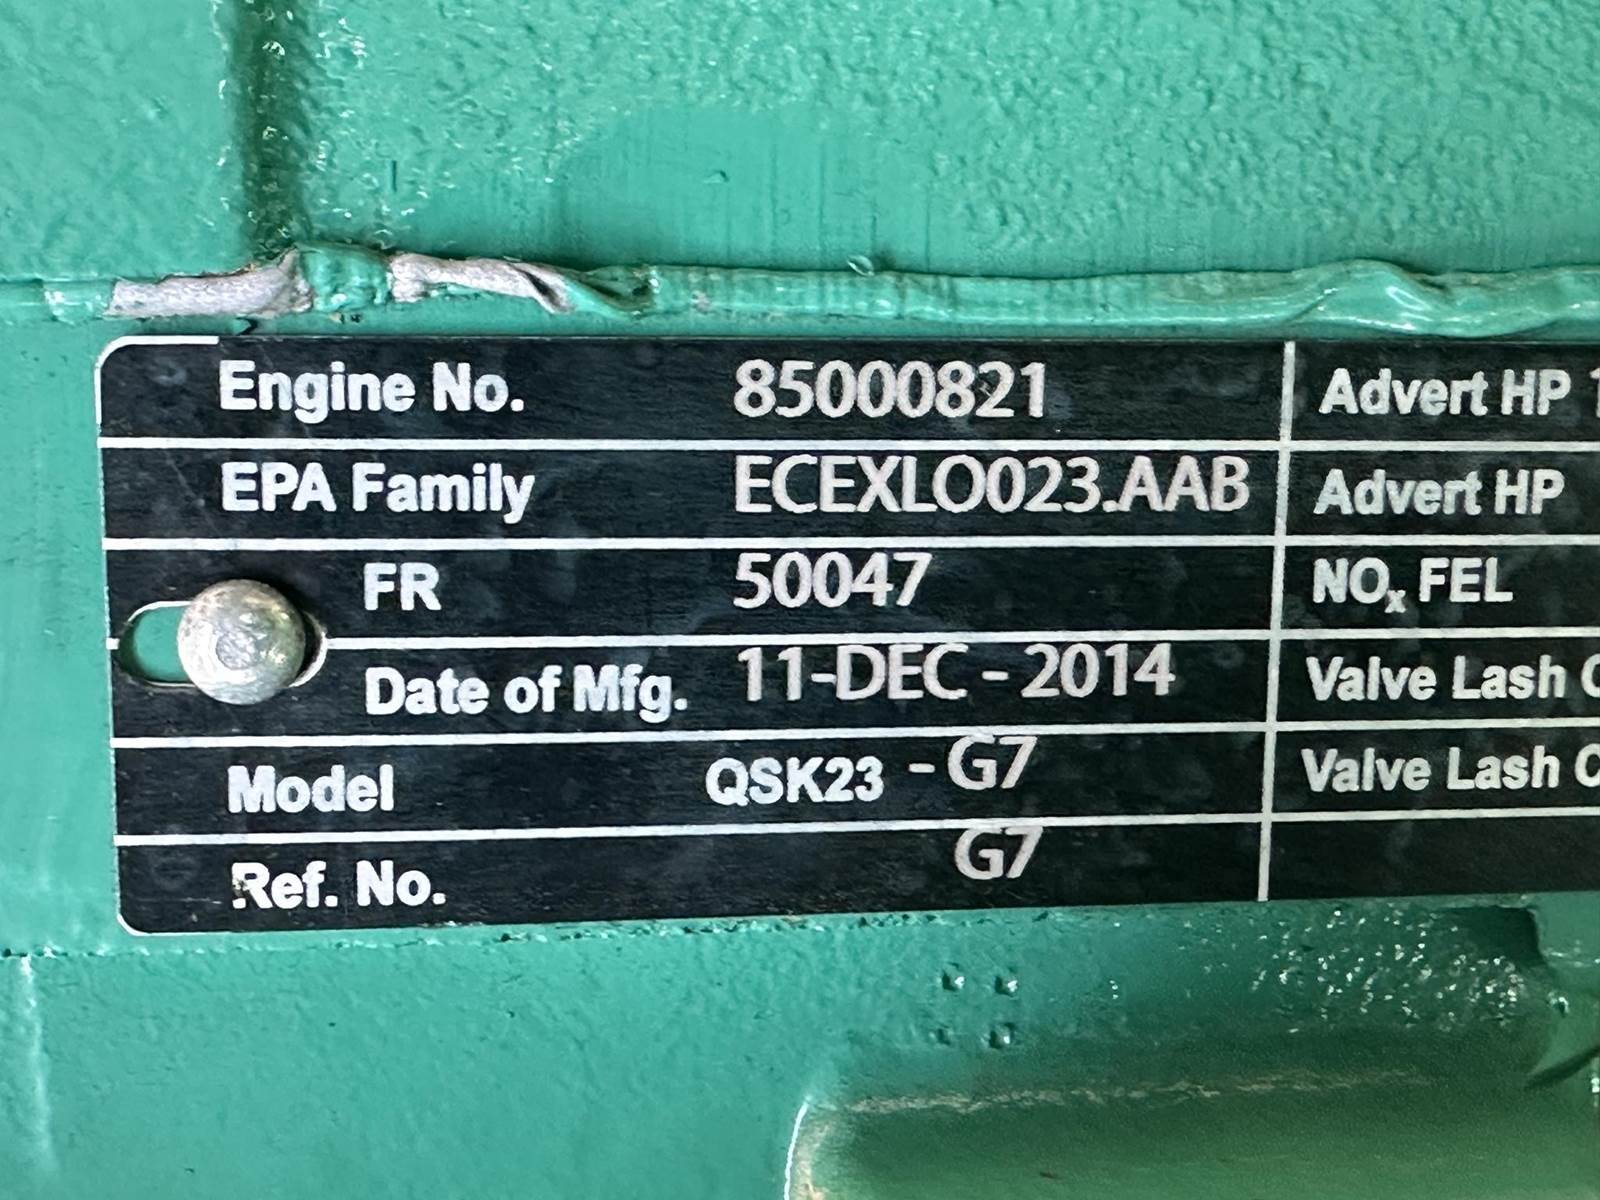 Engine No. 85000821 Advert HP 1
EPA Family ECEXLO023.AAB Advert HP
FR 50047 NOx FEL
Date of Mfg. 11-DEC-2014 Valve Lash C
Model QSK23 -G7 Valve Lash C
Ref. No. G7